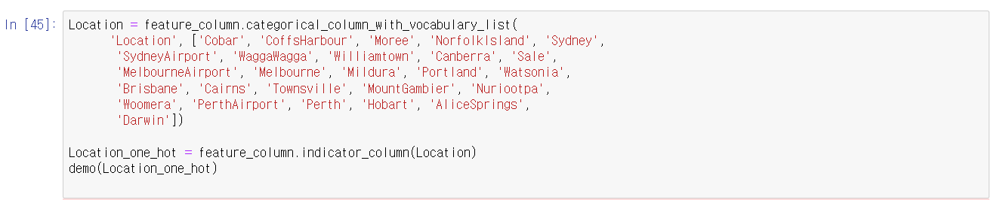 In [45]: Location = feature_column.categorical_column_with_vocabulary_list(
'Location', ['Cobar', 'CoffsHarbour', 'Moree', 'NorfolkIsland', 'Sydney',
'SydneyAirport', 'WaggaWagga', 'Williamtown', 'Canberra', 'Sale',
'MelbourneAirport', 'Melbourne', 'Mildura', 'Portland', 'Watsonia',
'Brisbane', 'Cairns', 'Townsville', 'MountGambier', 'Nuriootpa',
'Woomera', 'PerthAirport', 'Perth', 'Hobart', 'AliceSprings',
'Darwin'])
Location_one_hot = feature_column.indicator_column(Location)
demo(Location_one_hot)